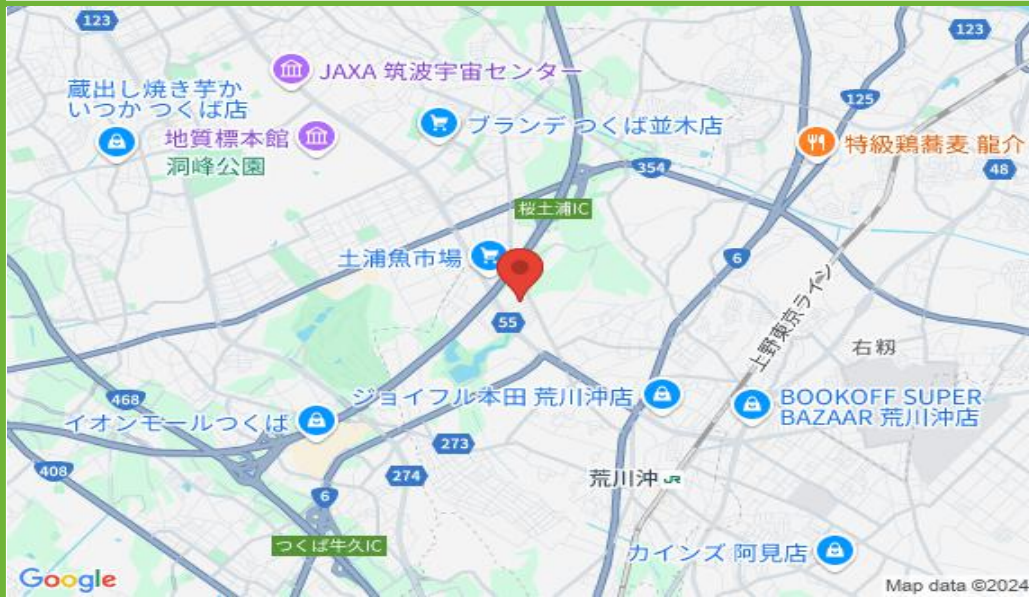 123
123
JAXA 筑波宇宙センター
蔵出し焼き芋か
いつか つくば店
125
ブランデ つくば並木店
地質標本館
特級鶏蕎麦 龍介
洞峰公園
354
48
桜土浦IC
土浦魚市場
6
上野東京ライン
55
右籾
468
ジョイフル本田 荒川沖店
BOOKOFF SUPER
BAZAAR 荒川沖店
イオンモールつくば
273
408
274
荒川沖 JR
6
つくば牛久IC
カインズ 阿見店
Google
Map data ©2024